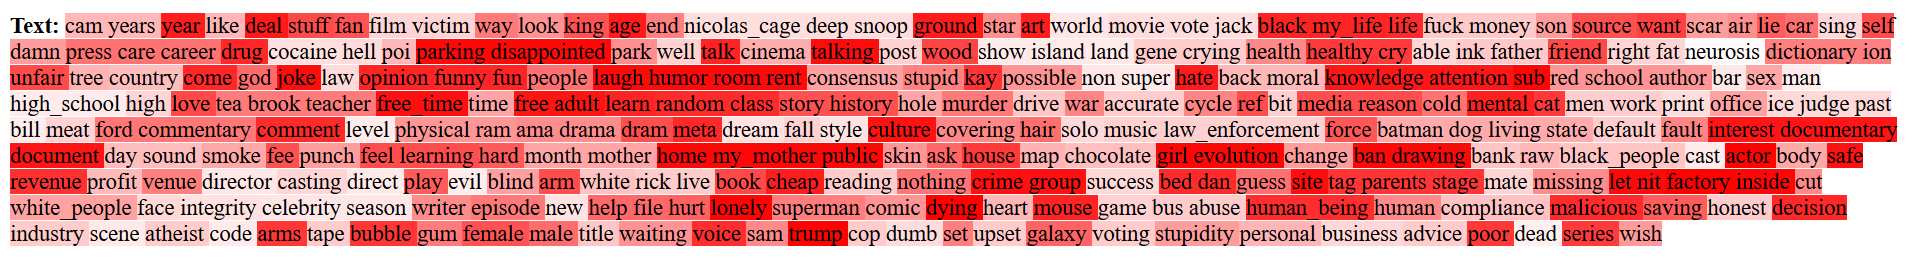 Text: cam years year like deal stuff fan film victim way look king age end nicolas_cage deep snoop ground star art world movie vote jack black my_life life fuck money son source want scar air lie car sing self
damn press care career drug cocaine hell poi parking disappointed park well talk cinema talking post wood show island land gene crying health healthy cry able ink father friend right fat neurosis dictionary ion
unfair tree country come god joke law opinion funny fun people laugh humor room rent consensus stupid kay possible non super hate back moral knowledge attention sub red school author bar sex man
high_school high love tea brook teacher free_time time free adult learn random class story history hole murder drive war accurate cycle ref bit media reason cold mental cat men work print office ice judge past
bill meat ford commentary comment level physical ram ama drama dram meta dream fall style culture covering hair solo music law_enforcement force batman dog living state default fault interest documentary
document day sound smoke fee punch feel learning hard month mother home my_mother public skin ask house map chocolate girl evolution change ban drawing bank raw black_people cast actor body safe
revenue profit venue director casting direct play evil blind arm white rick live book cheap reading nothing crime group success bed dan guess site tag parents stage mate missing let nit factory inside cut
white_people face integrity celebrity season writer episode new help file hurt lonely superman comic dying heart mouse game bus abuse human_being human compliance malicious saving honest decision
industry scene atheist code arms tape bubble gum female male title waiting voice sam trump cop dumb set upset galaxy voting stupidity personal business advice poor dead series wish